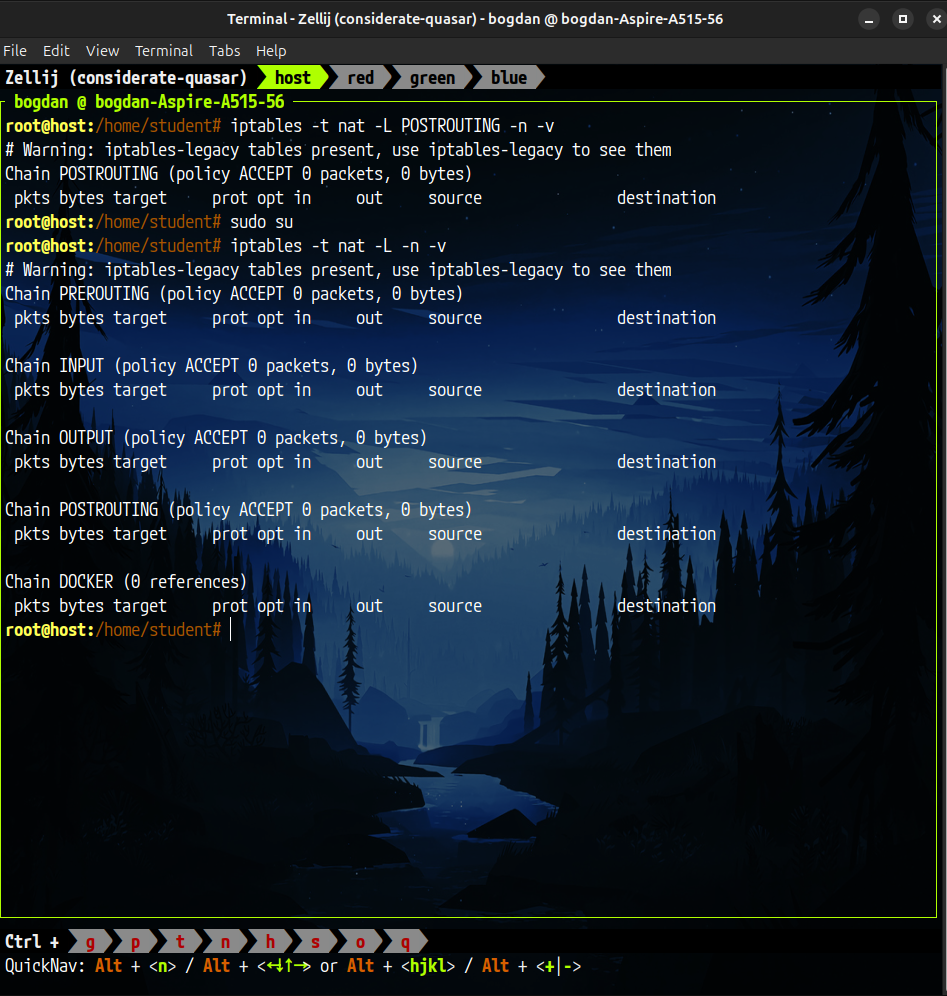 Terminal - Zellij (considerate-quasar) - bogdan @ bogdan-Aspire-A515-56
File Edit View Terminal Tabs Help
Zellij (considerate-quasar) host red green blue
bogdan @ bogdan-Aspire-A515-56
root@host:/home/student# iptables -t nat -L POSTROUTING -n -v
# Warning: iptables-legacy tables present, use iptables-legacy to see them
Chain POSTROUTING (policy ACCEPT 0 packets, 0 bytes)
pkts bytes target prot opt in out source destination
root@host:/home/student# sudo su
root@host:/home/student# iptables -t nat -L -n -v
# Warning: iptables-legacy tables present, use iptables-legacy to see them
Chain PREROUTING (policy ACCEPT 0 packets, 0 bytes)
pkts bytes target prot opt in out source destination
Chain INPUT (policy ACCEPT 0 packets, 0 bytes)
pkts bytes target prot opt in out source destination
Chain OUTPUT (policy ACCEPT 0 packets, 0 bytes)
pkts bytes target prot opt in out source destination
Chain POSTROUTING (policy ACCEPT 0 packets, 0 bytes)
pkts bytes target prot opt in out source destination
Chain DOCKER (0 references)
pkts bytes target prot opt in out source destination
root@host:/home/student#
Ctrl + g p t n h s o q
QuickNav: Alt + <n> / Alt + <←↓↑→> or Alt + <hjkl> / Alt + <+|->